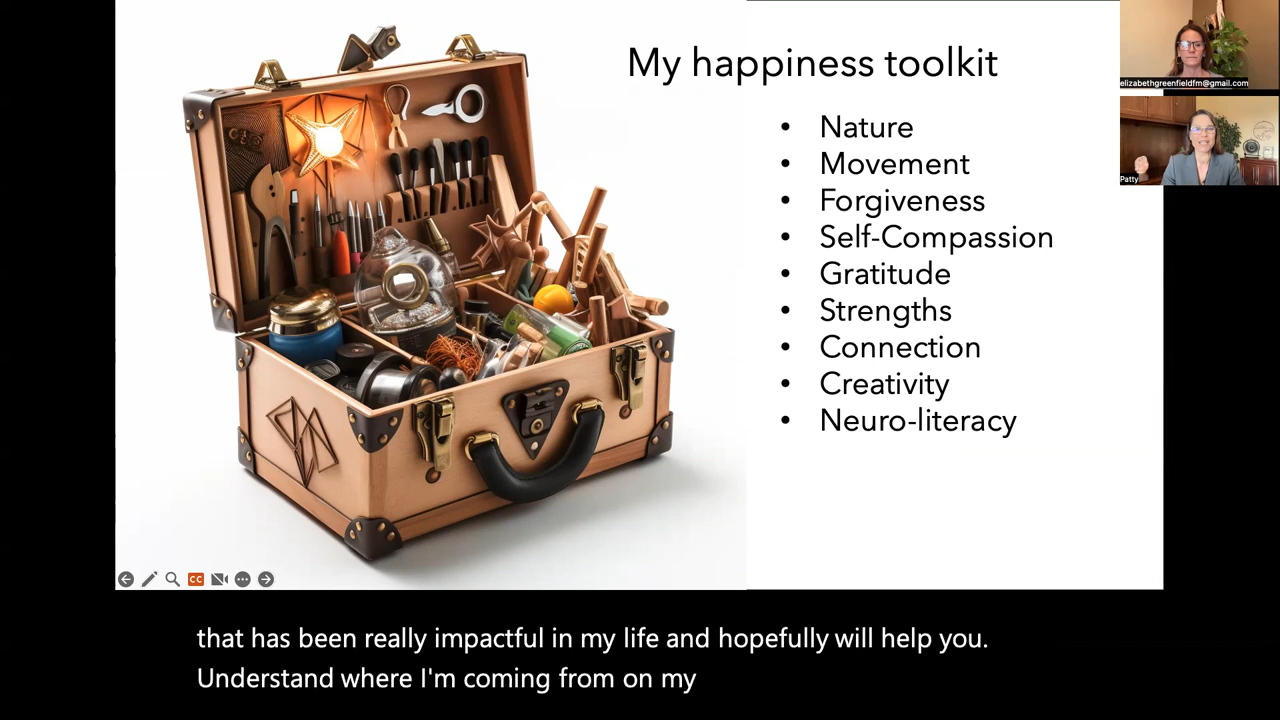 My happiness toolkit
• Nature
• Movement
• Forgiveness
• Self-Compassion
• Gratitude
• Strengths
• Connection
• Creativity
• Neuro-literacy
elizabethgreenfieldfm@gmail.com
Patty
CC
that has been really impactful in my life and hopefully will help you.
Understand where I'm coming from on my